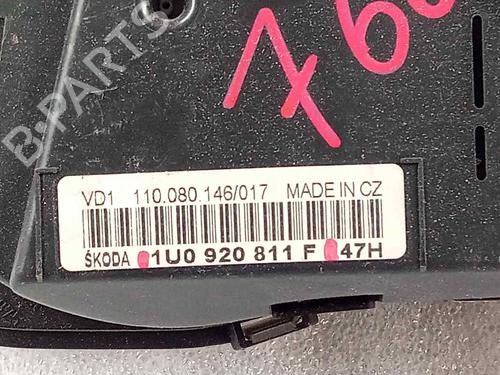 B-PARTS
VD1 110.080.146/017 MADE IN CZ
ŠKODA 1U0 920 811 F 47H